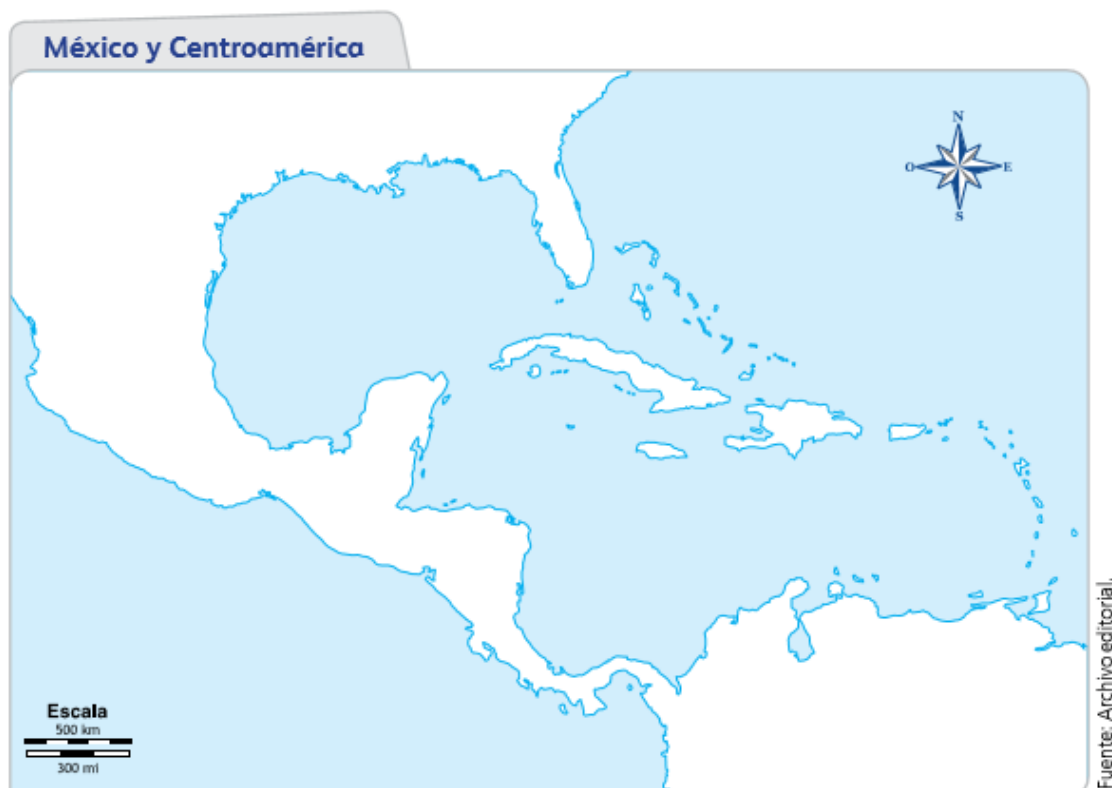 México y Centroamérica
N
O
E
S
Escala
500 km
300 mi
Fuente: Archivo editorial.